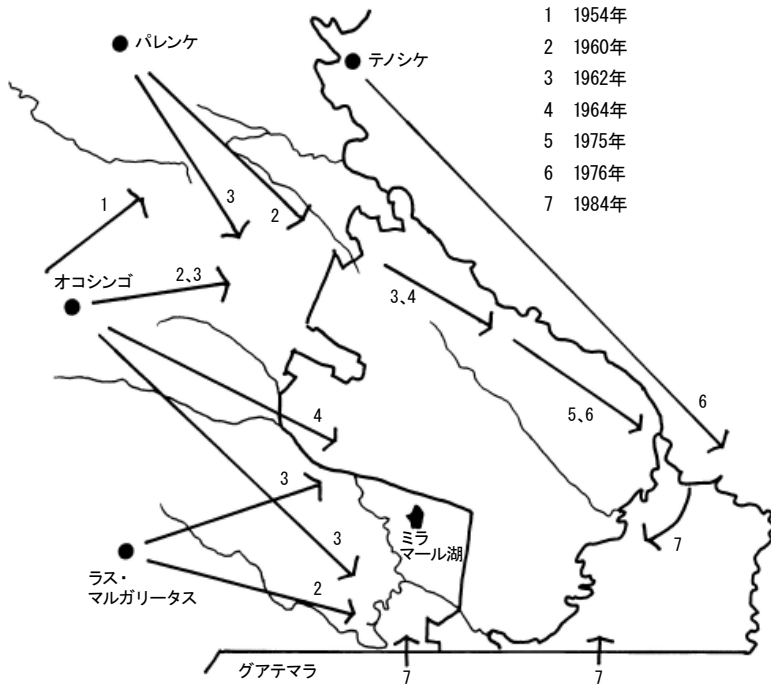 パレンケ
テノシケ
1 1954年
2 1960年
3 1962年
4 1964年
5 1975年
6 1976年
7 1984年
1
3
2
オコシンゴ
2、3
3、4
4
5、6
6
3
3
ミラ
マール湖
7
ラス・
マルガリータス
2
グアテマラ
7
7